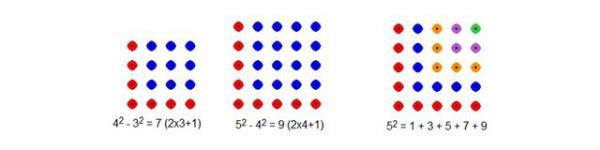 4² - 3² = 7 (2x3+1)
5² - 4² = 9 (2x4+1)
5² = 1 + 3 + 5 + 7 + 9